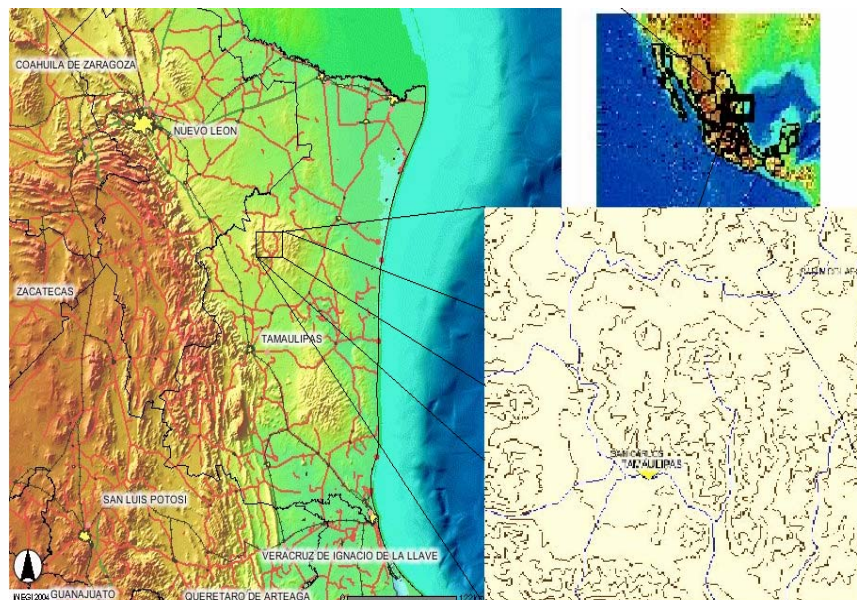 COAHUILA DE ZARAGOZA
NUEVO LEON
ZACATECAS
TAMAULIPAS
SAN CARLOS
TAMAULIPAS
SAN LUIS POTOSI
VERACRUZ DE IGNACIO DE LA LLAVE
INEGI 2004
GUANAJUATO
QUERETARO DE ARTEAGA